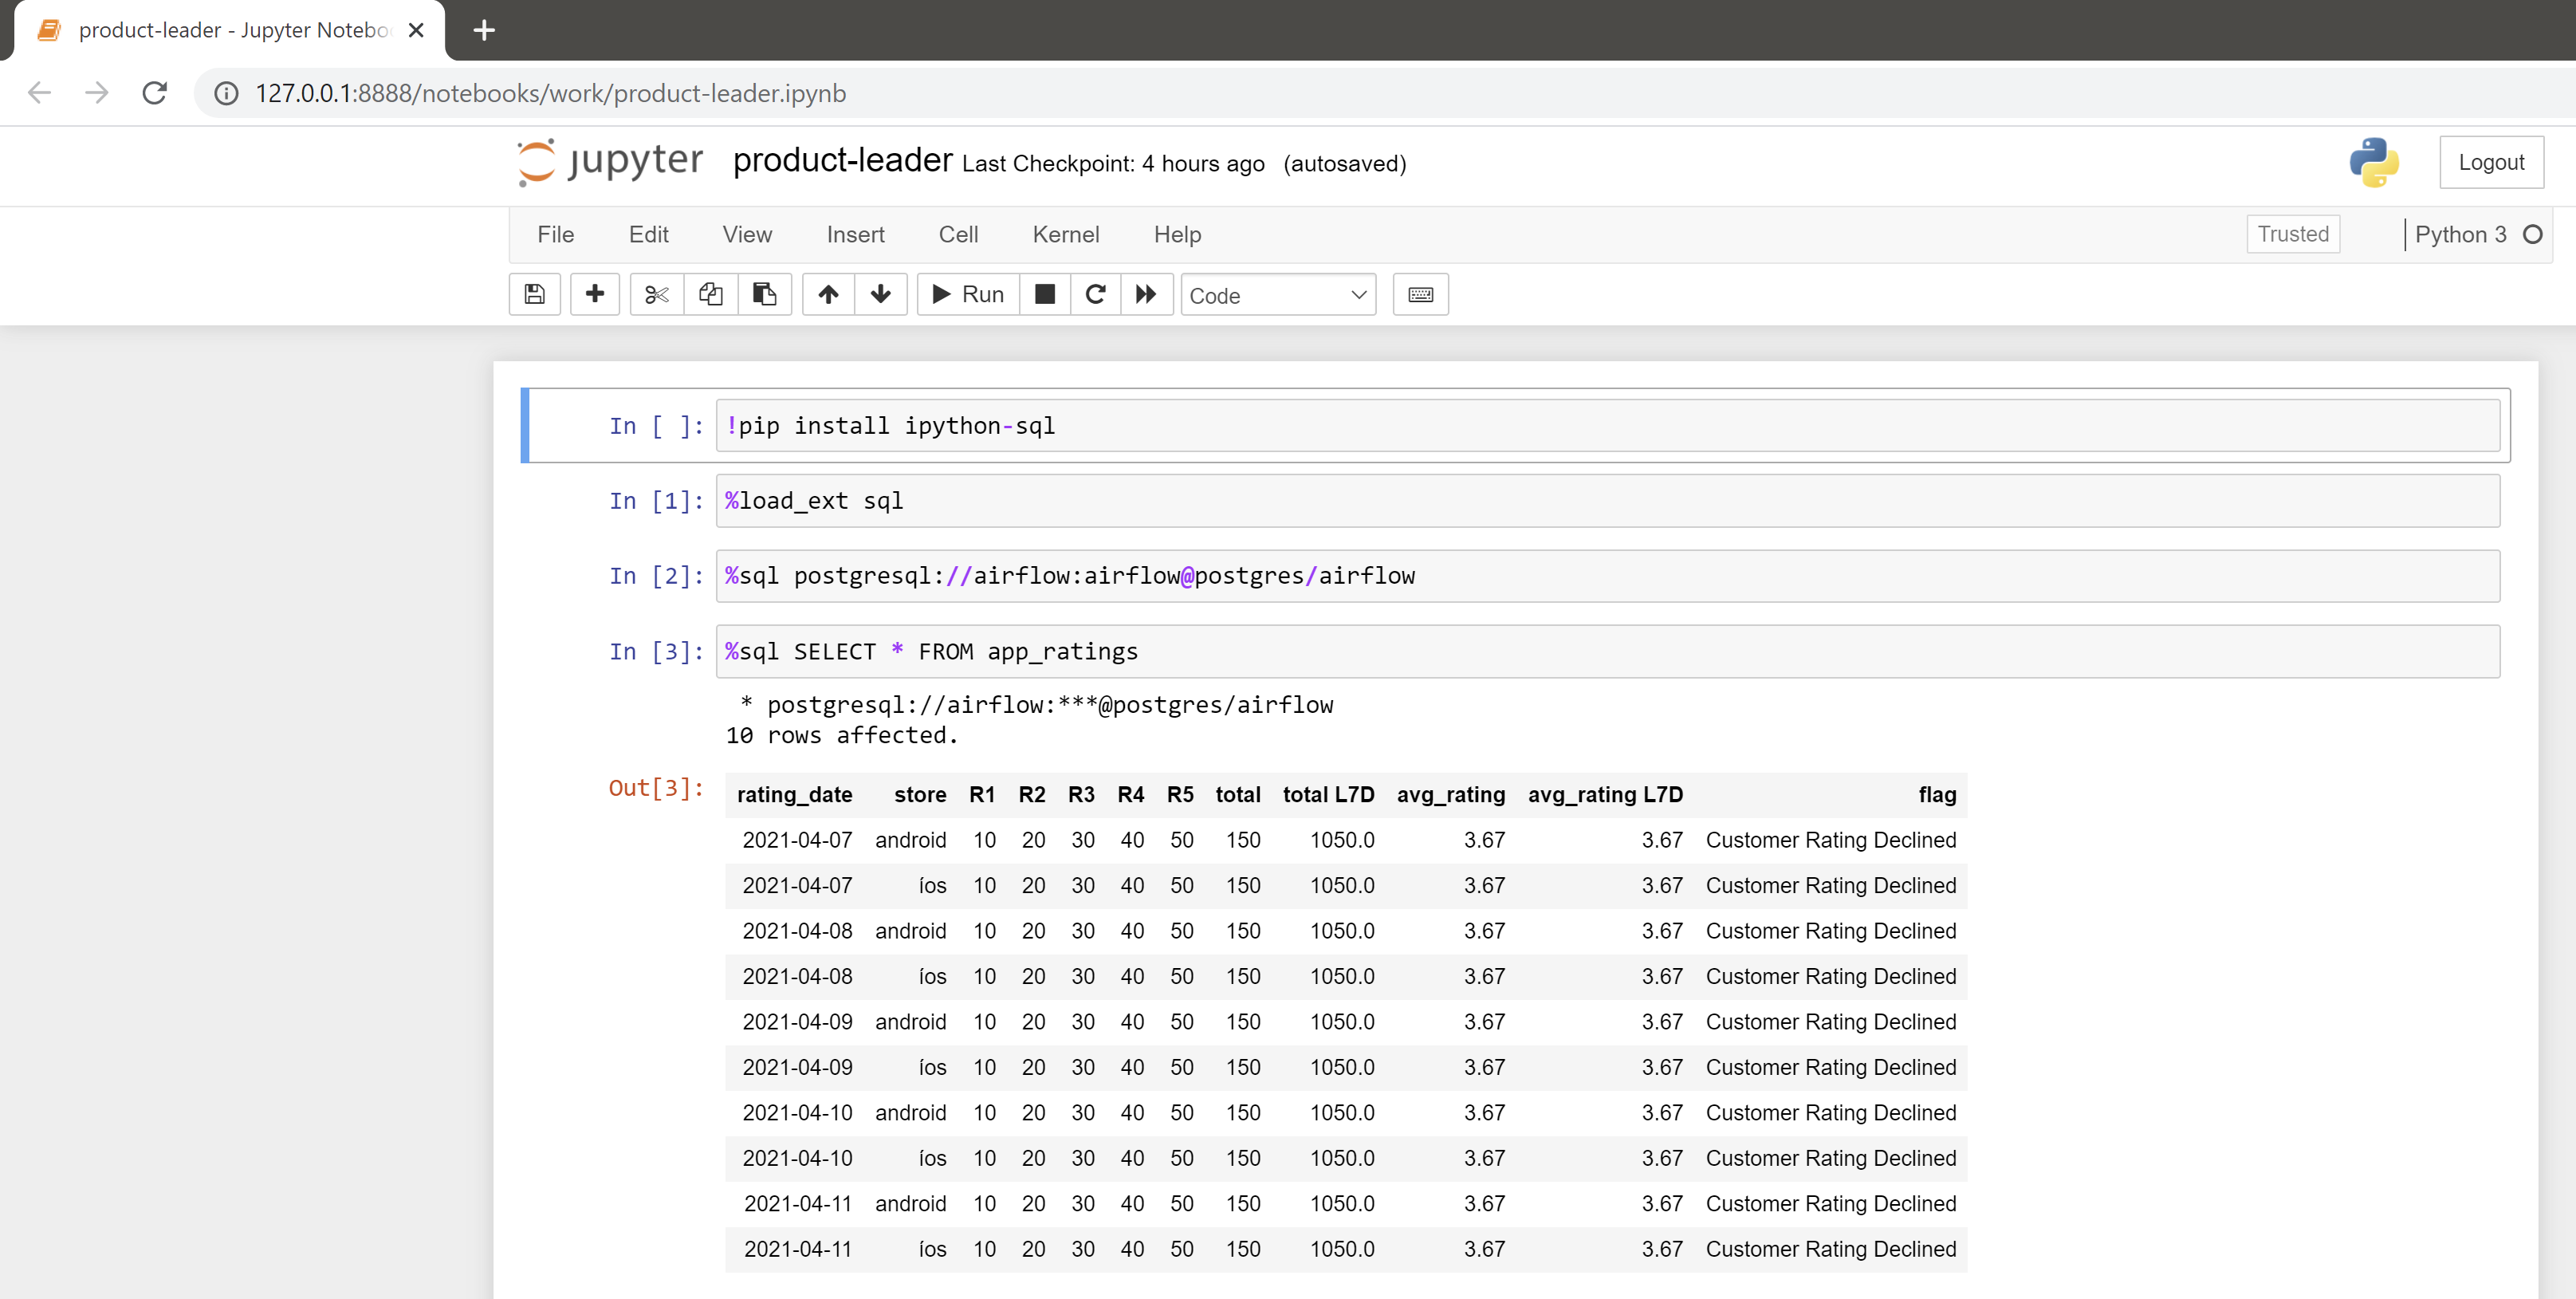 product-leader - Jupyter Notebo
127.0.0.1:8888/notebooks/work/product-leader.ipynb
jupyter product-leader Last Checkpoint: 4 hours ago (autosaved)
Logout
File Edit View Insert Cell Kernel Help
Trusted Python 3
Run Code
In [ ]: !pip install ipython-sql
In [1]: %load_ext sql
In [2]: %sql postgresql://airflow:airflow@postgres/airflow
In [3]: %sql SELECT * FROM app_ratings
* postgresql://airflow:***@postgres/airflow
10 rows affected.
Out[3]:
rating_date store R1 R2 R3 R4 R5 total total L7D avg_rating avg_rating L7D flag
2021-04-07 android 10 20 30 40 50 150 1050.0 3.67 3.67 Customer Rating Declined
2021-04-07 íos 10 20 30 40 50 150 1050.0 3.67 3.67 Customer Rating Declined
2021-04-08 android 10 20 30 40 50 150 1050.0 3.67 3.67 Customer Rating Declined
2021-04-08 íos 10 20 30 40 50 150 1050.0 3.67 3.67 Customer Rating Declined
2021-04-09 android 10 20 30 40 50 150 1050.0 3.67 3.67 Customer Rating Declined
2021-04-09 íos 10 20 30 40 50 150 1050.0 3.67 3.67 Customer Rating Declined
2021-04-10 android 10 20 30 40 50 150 1050.0 3.67 3.67 Customer Rating Declined
2021-04-10 íos 10 20 30 40 50 150 1050.0 3.67 3.67 Customer Rating Declined
2021-04-11 android 10 20 30 40 50 150 1050.0 3.67 3.67 Customer Rating Declined
2021-04-11 íos 10 20 30 40 50 150 1050.0 3.67 3.67 Customer Rating Declined